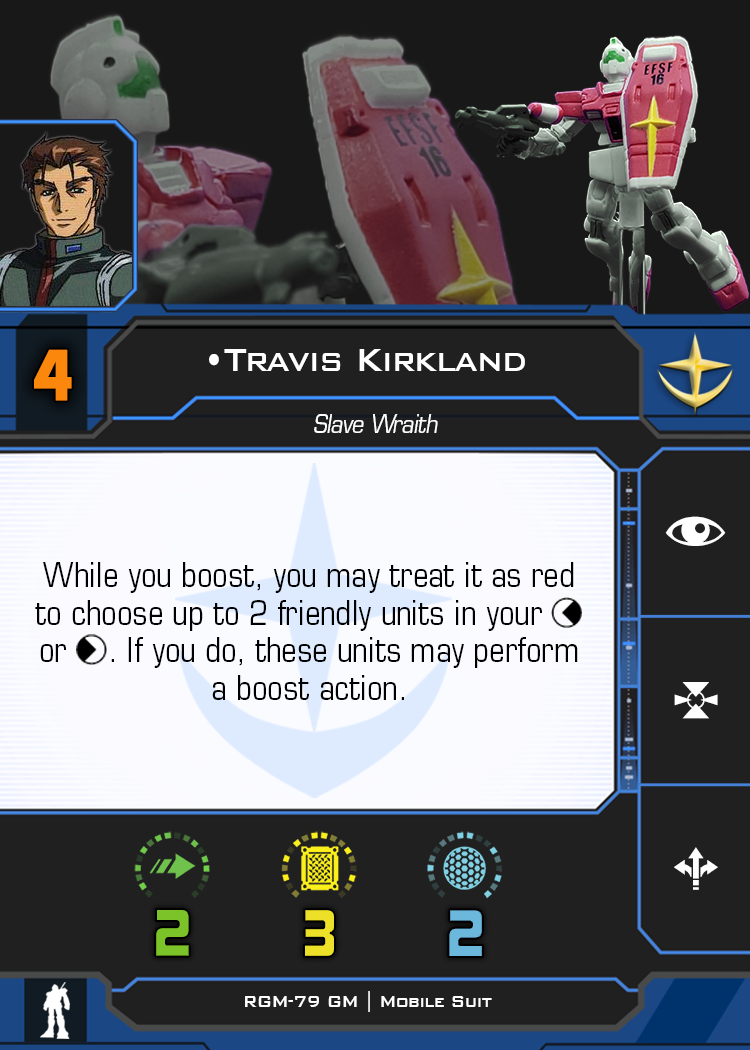 EFSF
16
EFSF
16
4
•Travis Kirkland
Slave Wraith
While you boost, you may treat it as red
to choose up to 2 friendly units in your
or . If you do, these units may perform
a boost action.
2 3 2
RGM-79 GM | Mobile Suit